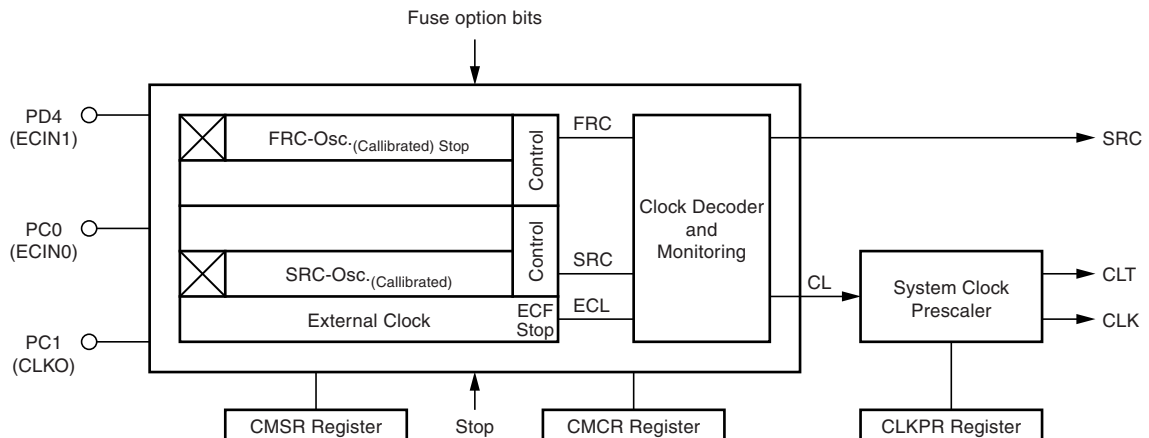 Fuse option bits
PD4
(ECIN1)
FRC-Osc.(Callibrated) Stop
Control
FRC
SRC
PC0
(ECIN0)
Clock Decoder
and
Monitoring
Control
SRC-Osc.(Callibrated)
SRC
CL
System Clock
Prescaler
CLT
CLK
External Clock
ECF
Stop
ECL
PC1
(CLKO)
CMSR Register
Stop
CMCR Register
CLKPR Register